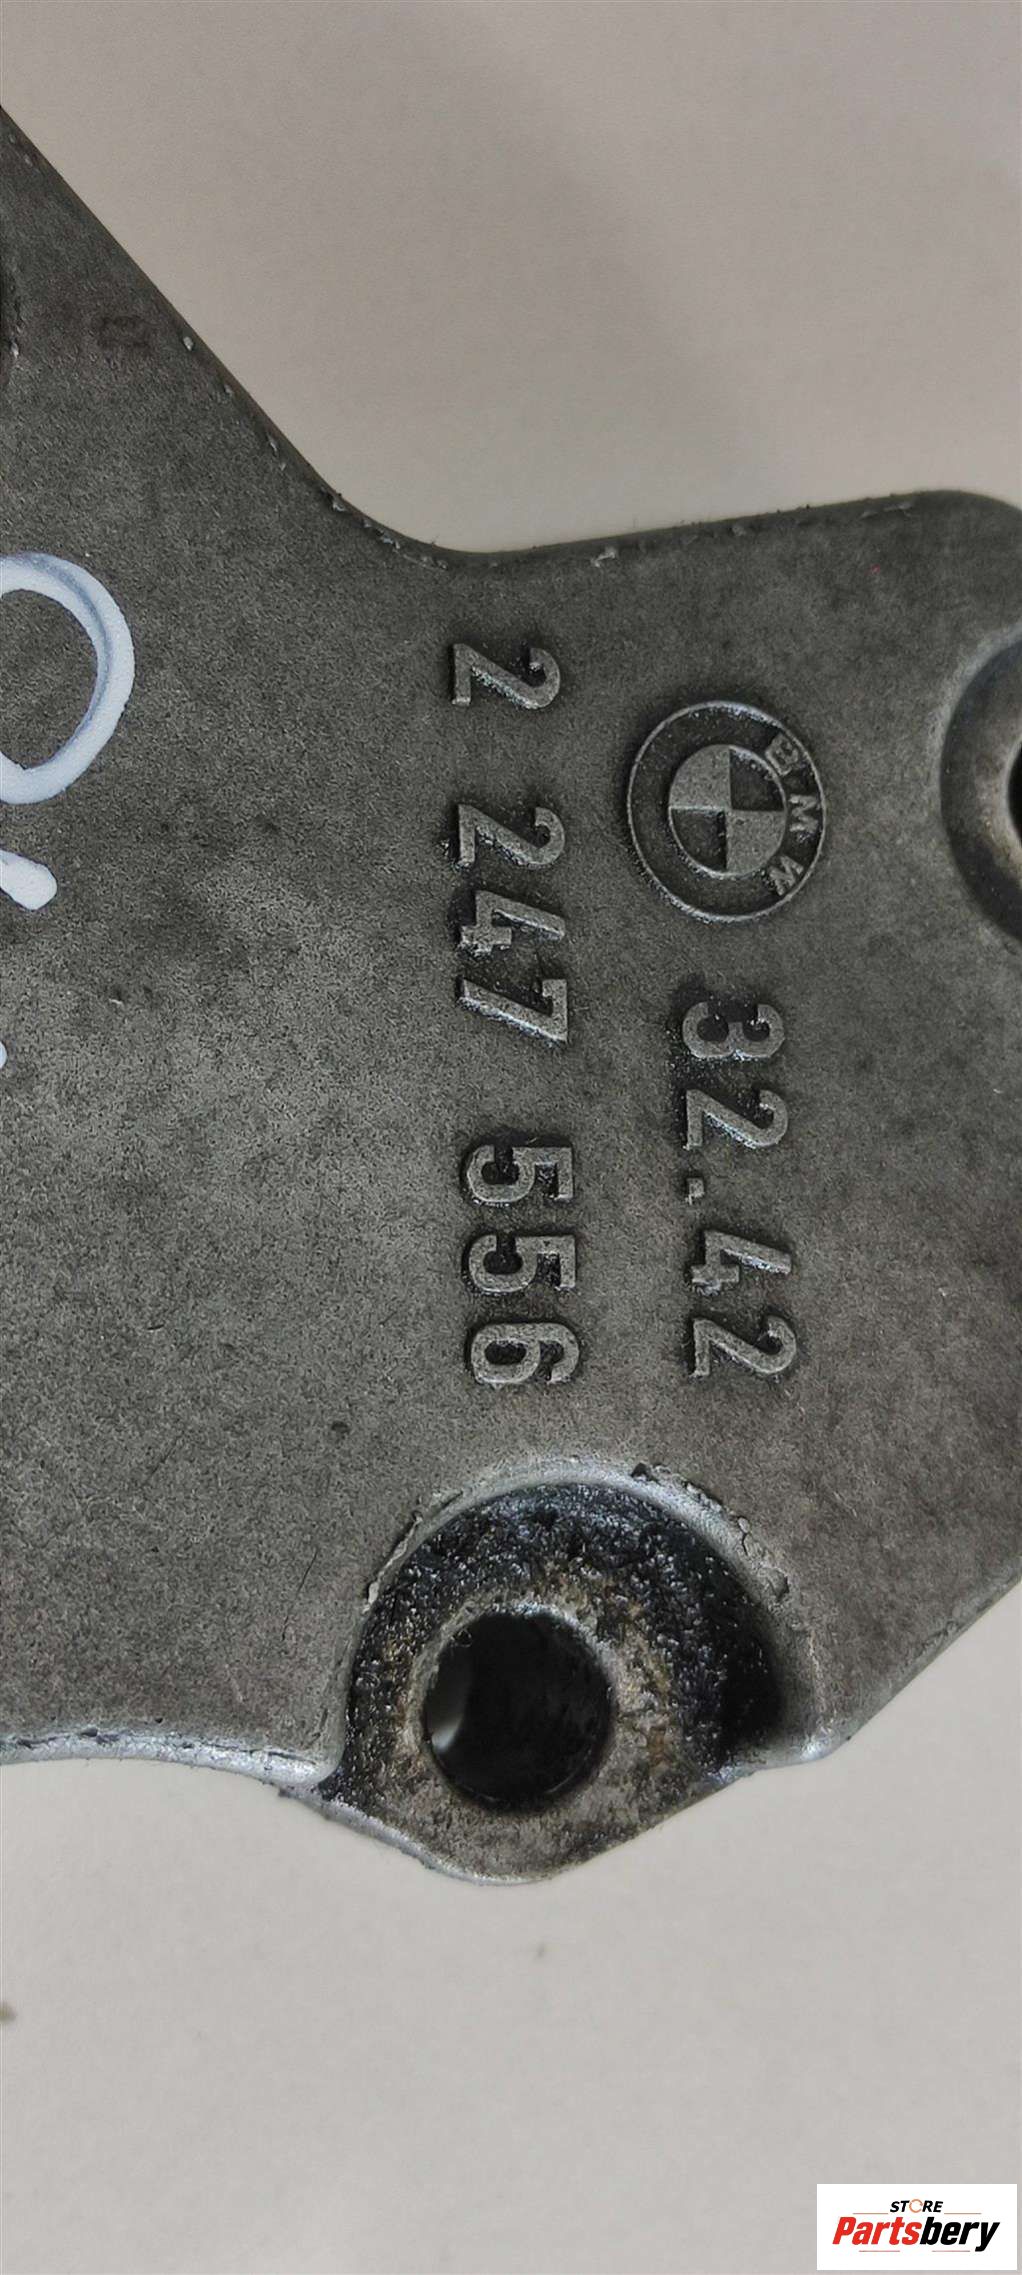 BMW
32.42
2 247 556
STORE
Partsbery